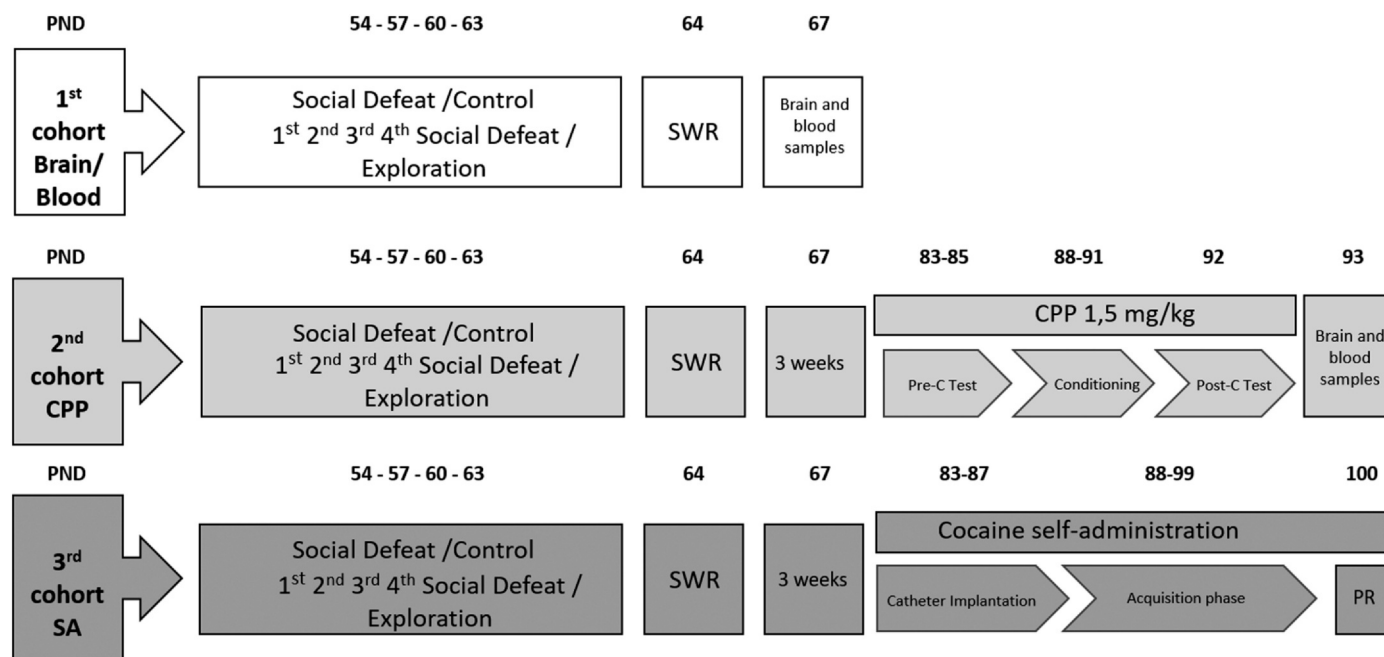 PND 54 - 57 - 60 - 63 64 67
1st
cohort
Brain/
Blood
Social Defeat /Control
1st 2nd 3rd 4th Social Defeat /
Exploration
SWR
Brain and
blood
samples
PND 54 - 57 - 60 - 63 64 67 83-85 88-91 92 93
2nd
cohort
CPP
Social Defeat /Control
1st 2nd 3rd 4th Social Defeat /
Exploration
SWR
3 weeks
CPP 1,5 mg/kg
Pre-C Test
Conditioning
Post-C Test
Brain and
blood
samples
PND 54 - 57 - 60 - 63 64 67 83-87 88-99 100
3rd
cohort
SA
Social Defeat /Control
1st 2nd 3rd 4th Social Defeat /
Exploration
SWR
3 weeks
Cocaine self-administration
Catheter Implantation
Acquisition phase
PR